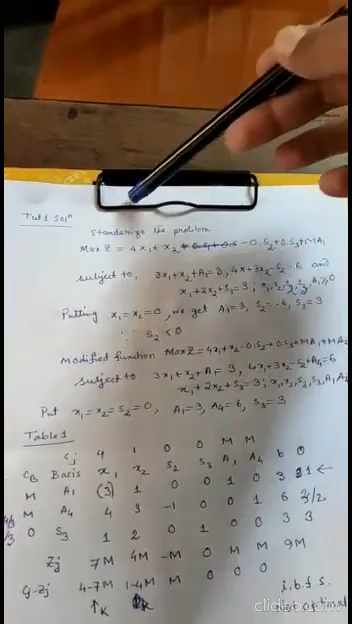 Tut 1 Solⁿ
Standarize the problem
Max Z = 4x₁ + x₂ - 0.S₂ + 0.S₃ + MA₁
subject to, 3x₁+x₂+A₁=3, 4x+3x₂-S₂=6 and
x₁+2x₂+S₃=3; x₁,x₂,S₂,S₃,A₁≥0
Putting x₁=x₂=0, we get A₁=3, S₂=-6, S₃=3
∵ S₂ < 0
Modified function Max Z=4x₁+x₂-0.S₂+0.S₃+MA₁+MA₂
subject to 3x₁+x₂+A₁=3, 4x₁+3x₂-S₂+A₄=6
x₁+2x₂+S₃=3; x₁,x₂,S₂,S₃,A₁,A₂
Put x₁=x₂=S₂=0, A₁=3, A₄=6, S₃=3
Table 1
Cj 4 1 0 0 M M
CB Basis x₁ x₂ S₂ S₃ A₁ A₄ b θ
M A₁ (3) 1 0 0 1 0 3 1 ←
M A₄ 4 3 -1 0 0 1 6 3/2
0 S₃ 1 2 0 1 0 0 3 3
Zj 7M 4M -M 0 M M 9M
Cj-Zj 4-7M 1-4M M 0 0 0
↑K i.b.f.s.
not optimal